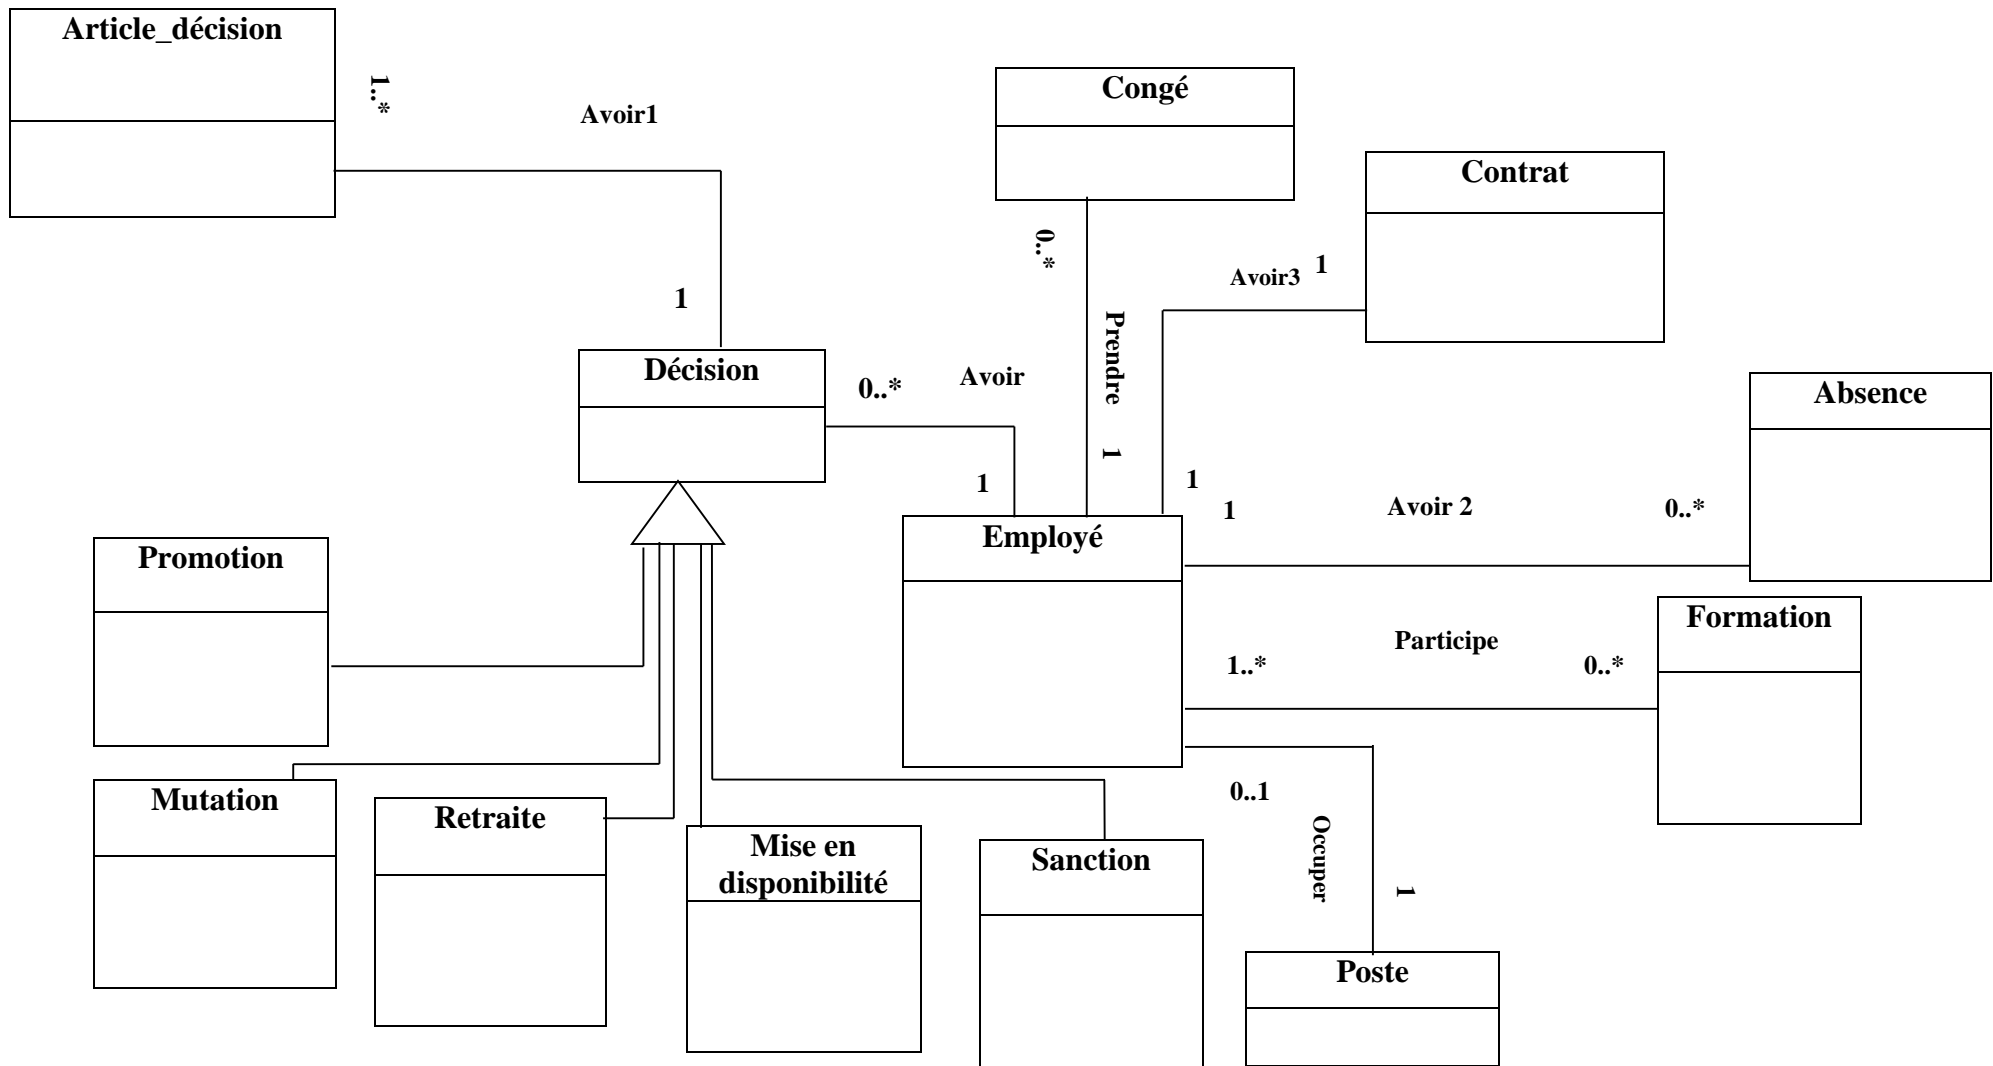 Article_décision
1..*
Avoir1
Congé
Contrat
0..*
Avoir3
1
1
Prendre
Décision
0..*
Avoir
Absence
1
1
1
1
Avoir 2
0..*
Employé
Promotion
Formation
Participe
1..*
0..*
Mutation
Retraite
0..1
Mise en
disponibilité
Sanction
Occuper
1
Poste